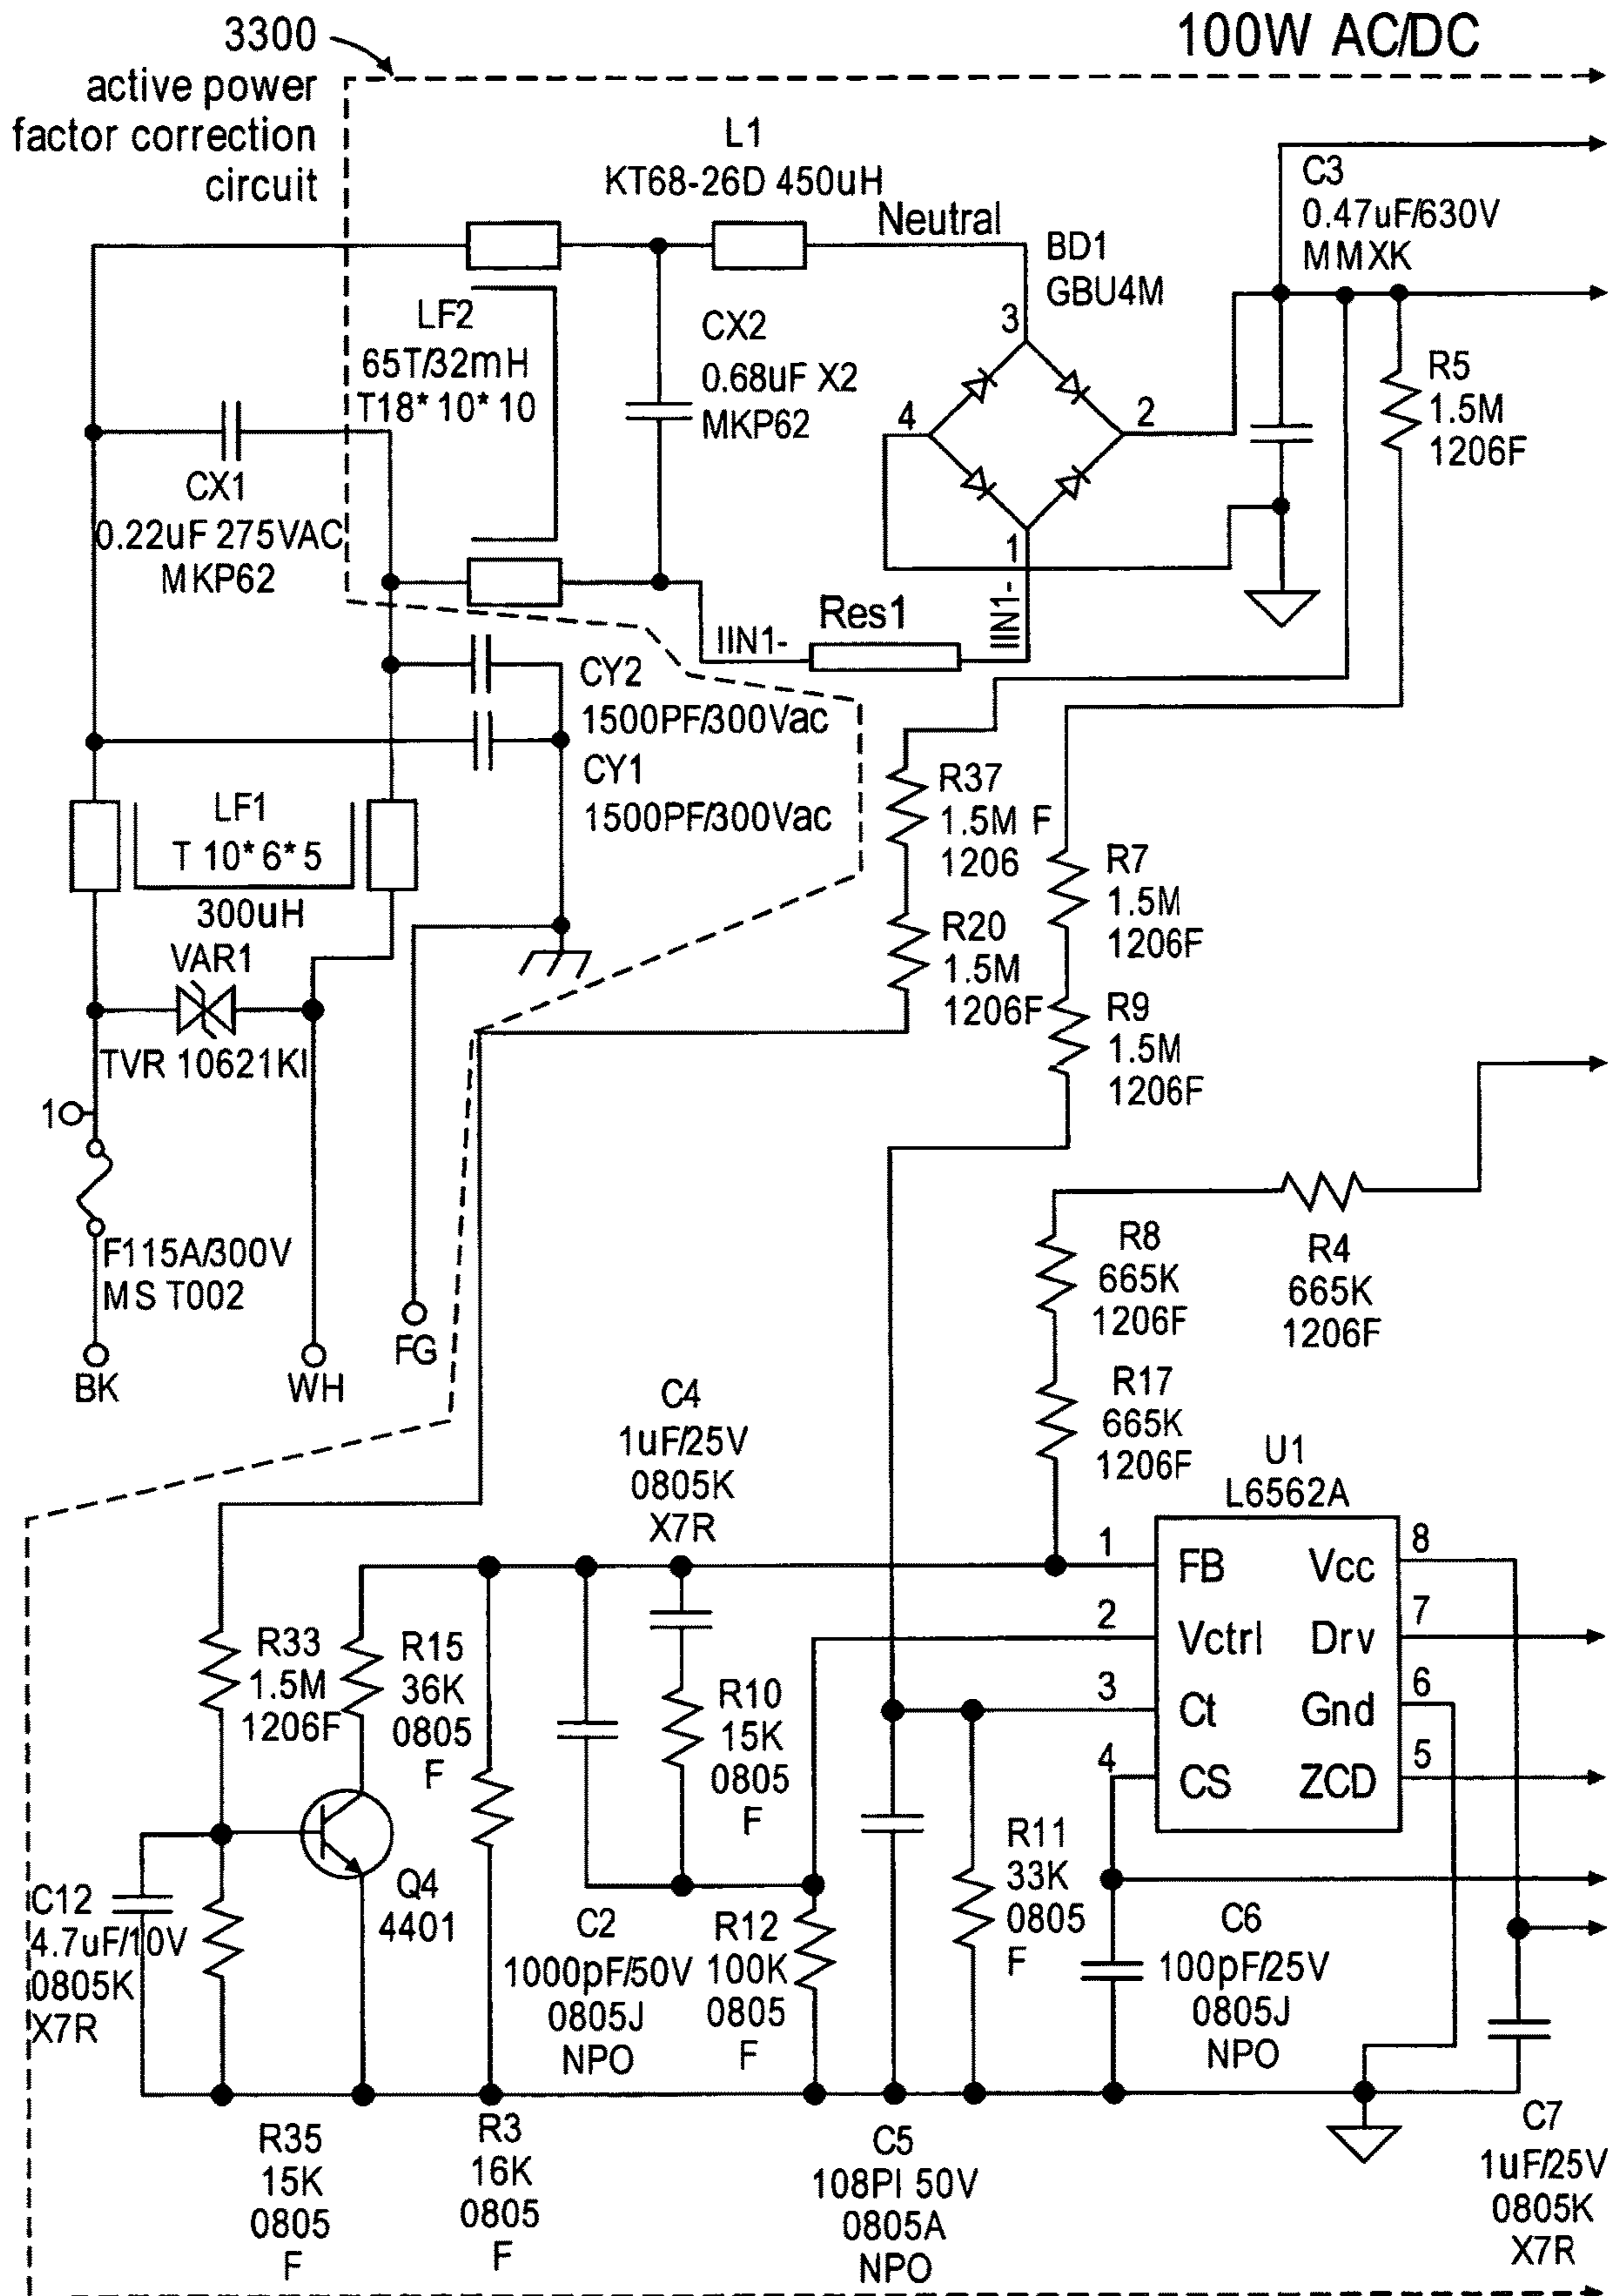 3300
active power
factor correction
circuit
100W AC/DC
L1
KT68-26D 450uH
Neutral
BD1
GBU4M
C3
0.47uF/630V
MMXK
LF2
65T/32mH
T18*10*10
CX2
0.68uF X2
MKP62
3
4
2
1
R5
1.5M
1206F
CX1
0.22uF 275VAC
MKP62
IIN1-
Res1
IIN1-
CY2
1500PF/300Vac
CY1
1500PF/300Vac
LF1
T 10*6*5
300uH
VAR1
TVR 10621KI
R37
1.5M F
1206
R20
1.5M
1206F
R7
1.5M
1206F
R9
1.5M
1206F
1
F115A/300V
MS T002
BK
WH
FG
R8
665K
1206F
R4
665K
1206F
R17
665K
1206F
C4
1uF/25V
0805K
X7R
U1
L6562A
1
2
3
4
FB
Vctrl
Ct
CS
Vcc
Drv
Gnd
ZCD
8
7
6
5
R33
1.5M
1206F
R15
36K
0805
F
R10
15K
0805
F
C12
4.7uF/10V
0805K
X7R
Q4
4401
C2
1000pF/50V
0805J
NPO
R12
100K
0805
F
R11
33K
0805
F
C6
100pF/25V
0805J
NPO
R35
15K
0805
F
R3
16K
0805
F
C5
108PI 50V
0805A
NPO
C7
1uF/25V
0805K
X7R